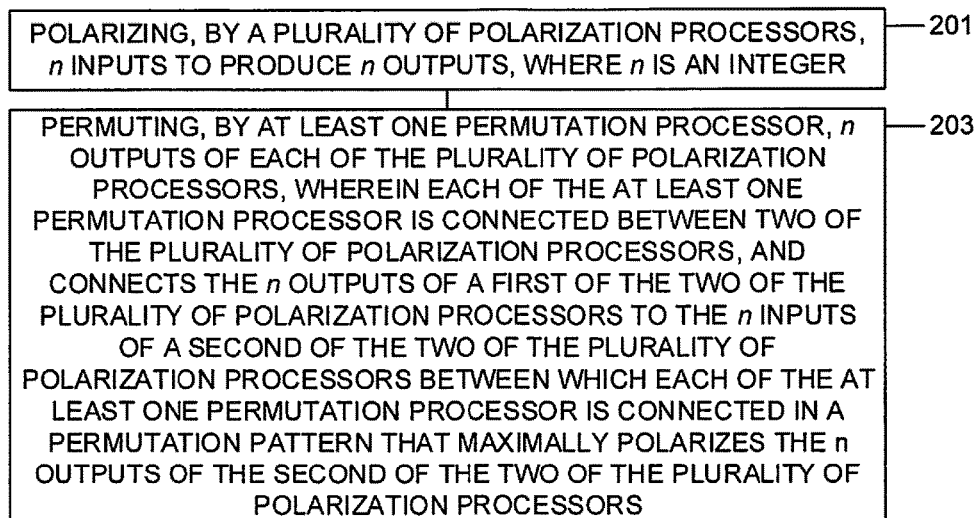 POLARIZING, BY A PLURALITY OF POLARIZATION PROCESSORS,
n INPUTS TO PRODUCE n OUTPUTS, WHERE n IS AN INTEGER
201
PERMUTING, BY AT LEAST ONE PERMUTATION PROCESSOR, n
OUTPUTS OF EACH OF THE PLURALITY OF POLARIZATION
PROCESSORS, WHEREIN EACH OF THE AT LEAST ONE
PERMUTATION PROCESSOR IS CONNECTED BETWEEN TWO OF
THE PLURALITY OF POLARIZATION PROCESSORS, AND
CONNECTS THE n OUTPUTS OF A FIRST OF THE TWO OF THE
PLURALITY OF POLARIZATION PROCESSORS TO THE n INPUTS
OF A SECOND OF THE TWO OF THE PLURALITY OF
POLARIZATION PROCESSORS BETWEEN WHICH EACH OF THE AT
LEAST ONE PERMUTATION PROCESSOR IS CONNECTED IN A
PERMUTATION PATTERN THAT MAXIMALLY POLARIZES THE n
OUTPUTS OF THE SECOND OF THE TWO OF THE PLURALITY OF
POLARIZATION PROCESSORS
203